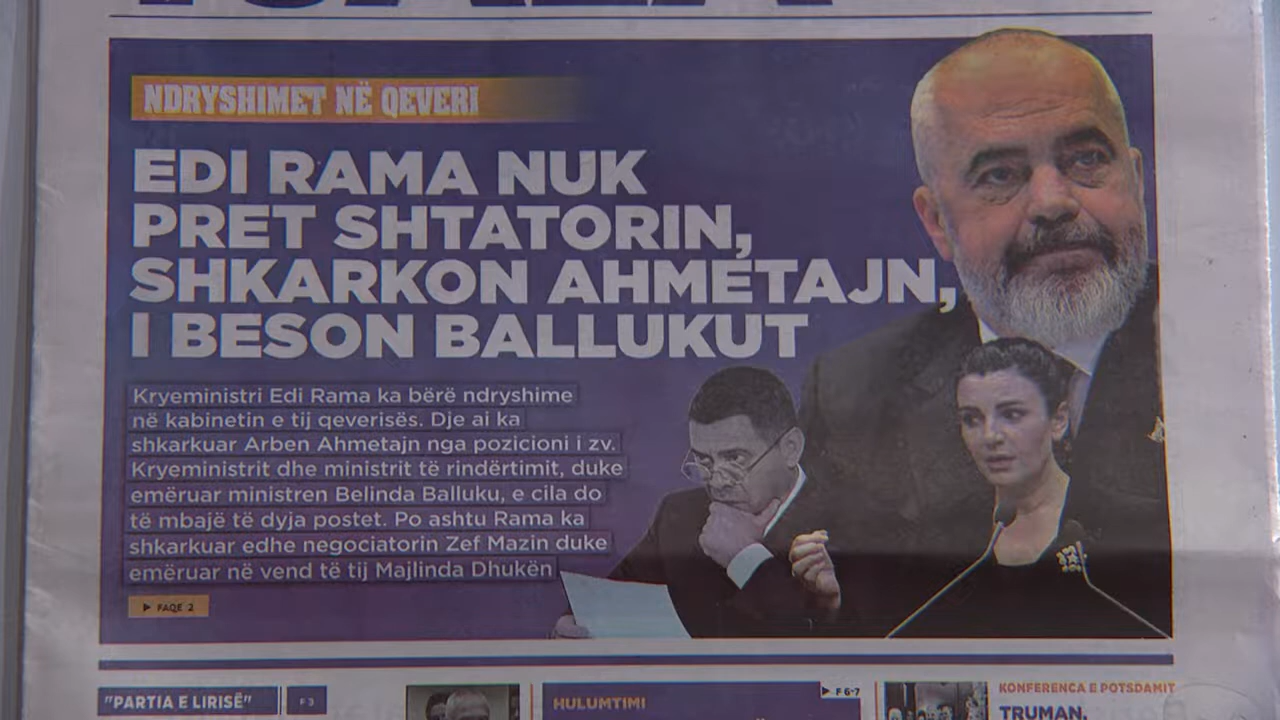 NDRYSHIMET NË QEVERI
EDI RAMA NUK
PRET SHTATORIN,
SHKARKON AHMETAJN,
I BESON BALLUKUT
Kryeministri Edi Rama ka bërë ndryshime
në kabinetin e tij qeverisës. Dje ai ka
shkarkuar Arben Ahmetajn nga pozicioni i zv.
Kryeministrit dhe ministrit të rindërtimit, duke
emëruar ministren Belinda Balluku, e cila do
të mbajë të dyja postet. Po ashtu Rama ka
shkarkuar edhe negociatorin Zef Mazin duke
emëruar në vend të tij Majlinda Dhukën
FAQE 2
"PARTIA E LIRISË"
F 3
HULUMTIMI
F 6-7
KONFERENCA E POTSDAMIT
TRUMAN,